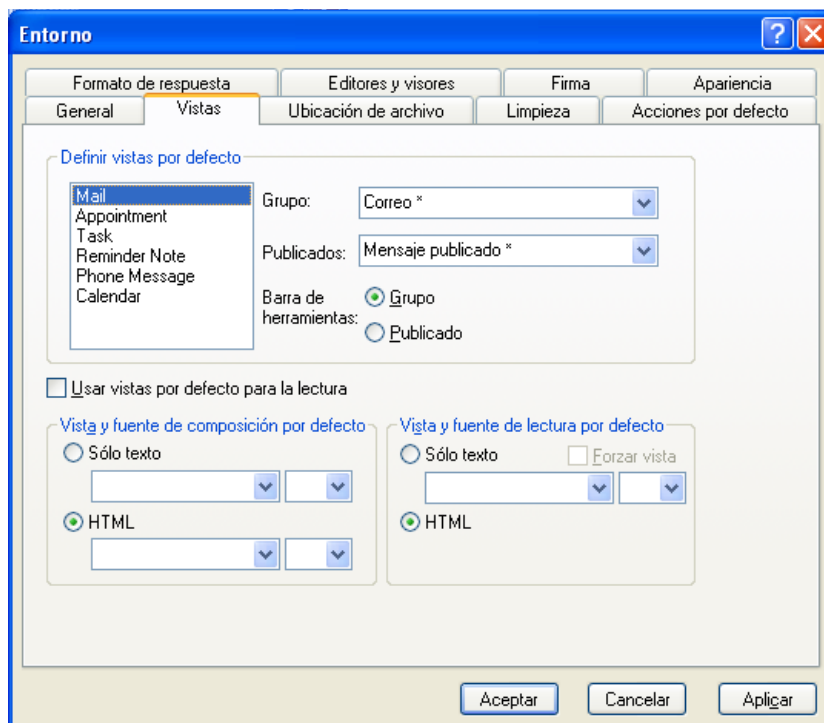 Entorno
Formato de respuesta Editores y visores Firma Apariencia
General Vistas Ubicación de archivo Limpieza Acciones por defecto
Definir vistas por defecto
Mail
Appointment
Task
Reminder Note
Phone Message
Calendar
Grupo: Correo *
Publicados: Mensaje publicado *
Barra de
herramientas:
Grupo
Publicado
Usar vistas por defecto para la lectura
Vista y fuente de composición por defecto
Sólo texto
HTML
Vista y fuente de lectura por defecto
Sólo texto Forzar vista
HTML
Aceptar Cancelar Aplicar